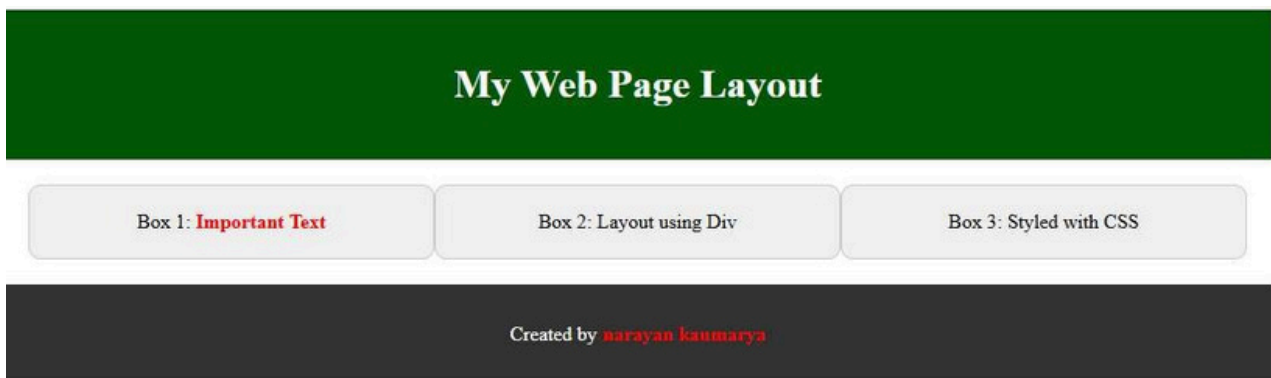 My Web Page Layout
Box 1: Important Text
Box 2: Layout using Div
Box 3: Styled with CSS
Created by narayan kaumarya